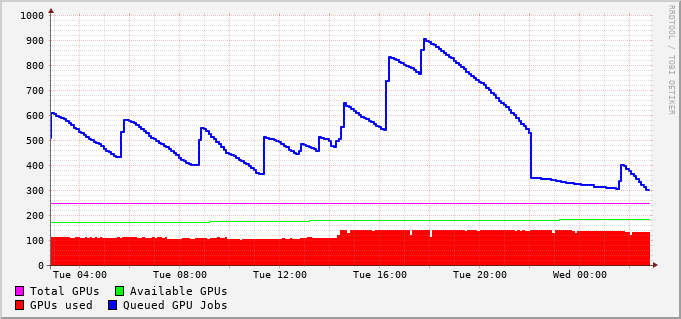 1000
900
800
700
600
500
400
300
200
100
0
Tue 04:00 Tue 08:00 Tue 12:00 Tue 16:00 Tue 20:00 Wed 00:00
Total GPUs Available GPUs
GPUs used Queued GPU Jobs
RRDTOOL / TOBI OETIKER